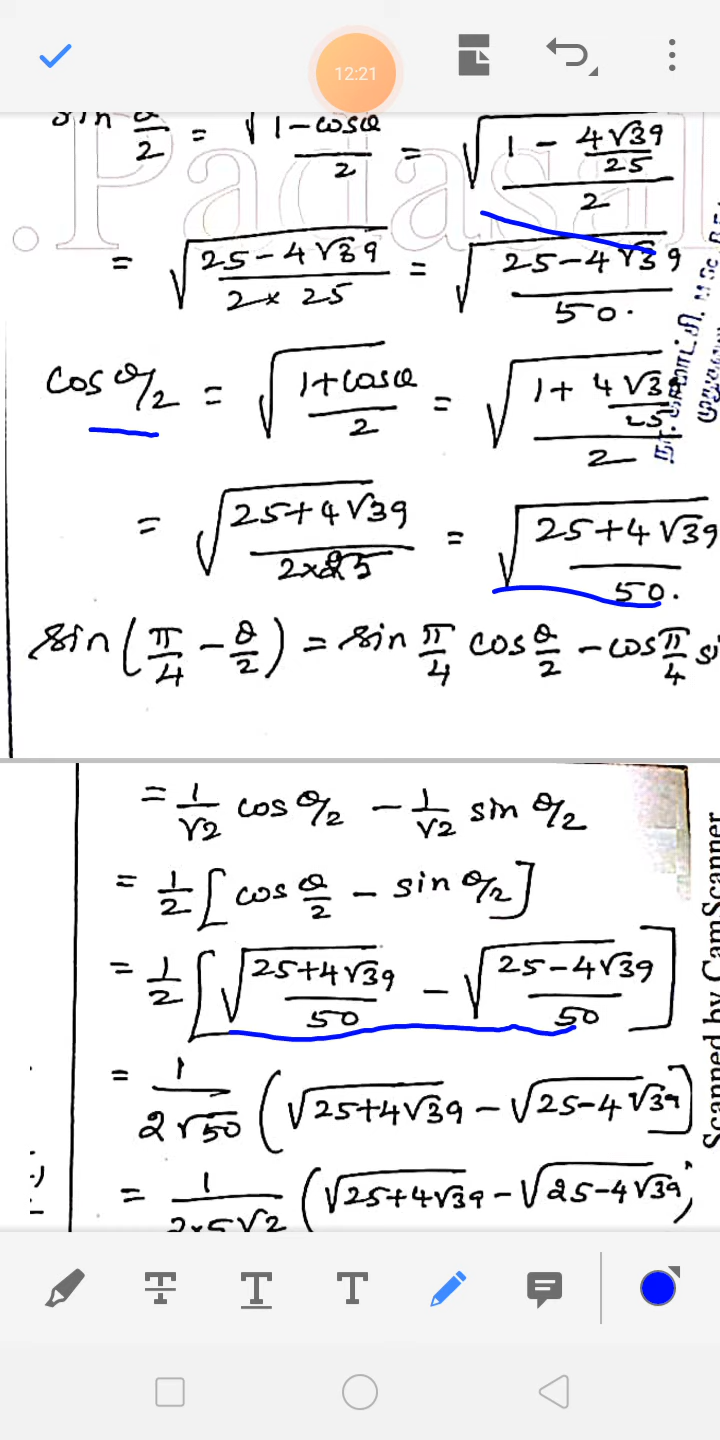 12:21
sin θ/2 = √((1-cosθ)/2) = √((1 - 4√39/25)/2)
.Padasal
= √((25-4√39)/(2×25)) = √((25-4√39)/50).
cos θ/2 = √((1+cosθ)/2) = √((1+ 4√39/25)/2)
= √((25+4√39)/(2×25)) = √((25+4√39)/50).
sin(π/4 - θ/2) = sin π/4 cos θ/2 - cos π/4 si
= 1/√2 cos θ/2 - 1/√2 sin θ/2
= 1/2 [cos θ/2 - sin θ/2]
= 1/2 [√((25+4√39)/50) - √((25-4√39)/50)]
= 1/(2√50) (√(25+4√39) - √(25-4√39)]
= 1/(2×5√2) (√(25+4√39) - √(25-4√39))
Scanned by CamScanner
T T T